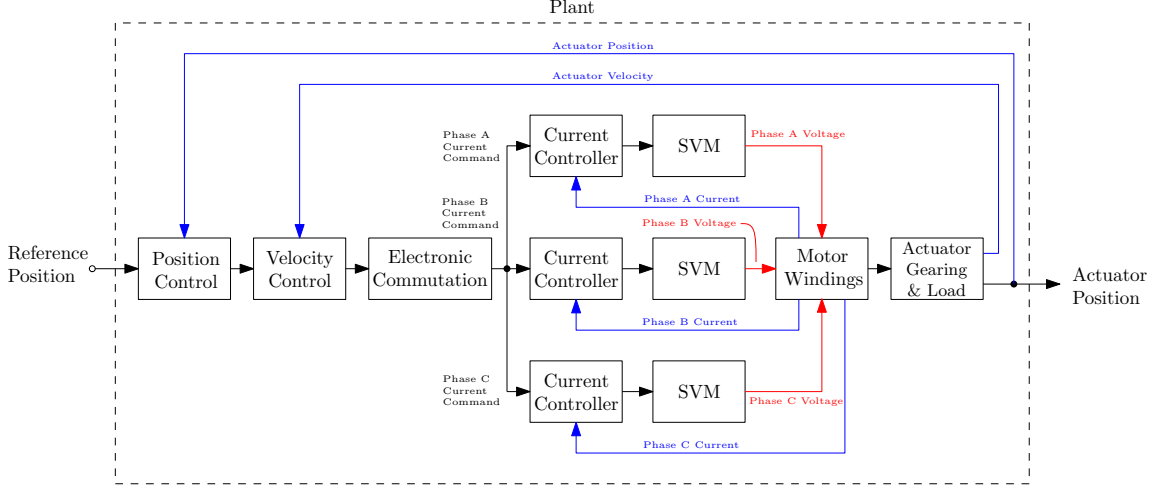 Plant
Actuator Position
Actuator Velocity
Phase A
Current
Command
Current
Controller
SVM
Phase A Voltage
Phase A Current
Phase B
Current
Command
Phase B Voltage
Reference
Position
Position
Control
Velocity
Control
Electronic
Commutation
Current
Controller
SVM
Motor
Windings
Actuator
Gearing
& Load
Actuator
Position
Phase B Current
Phase C
Current
Command
Current
Controller
SVM
Phase C Voltage
Phase C Current